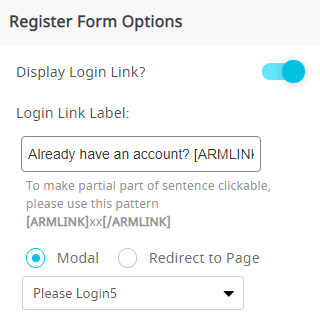 Register Form Options
Display Login Link?
Login Link Label:
Already have an account? [ARMLINK
To make partial part of sentence clickable,
please use this pattern
[ARMLINK]xx[/ARMLINK]
Modal Redirect to Page
Please Login5